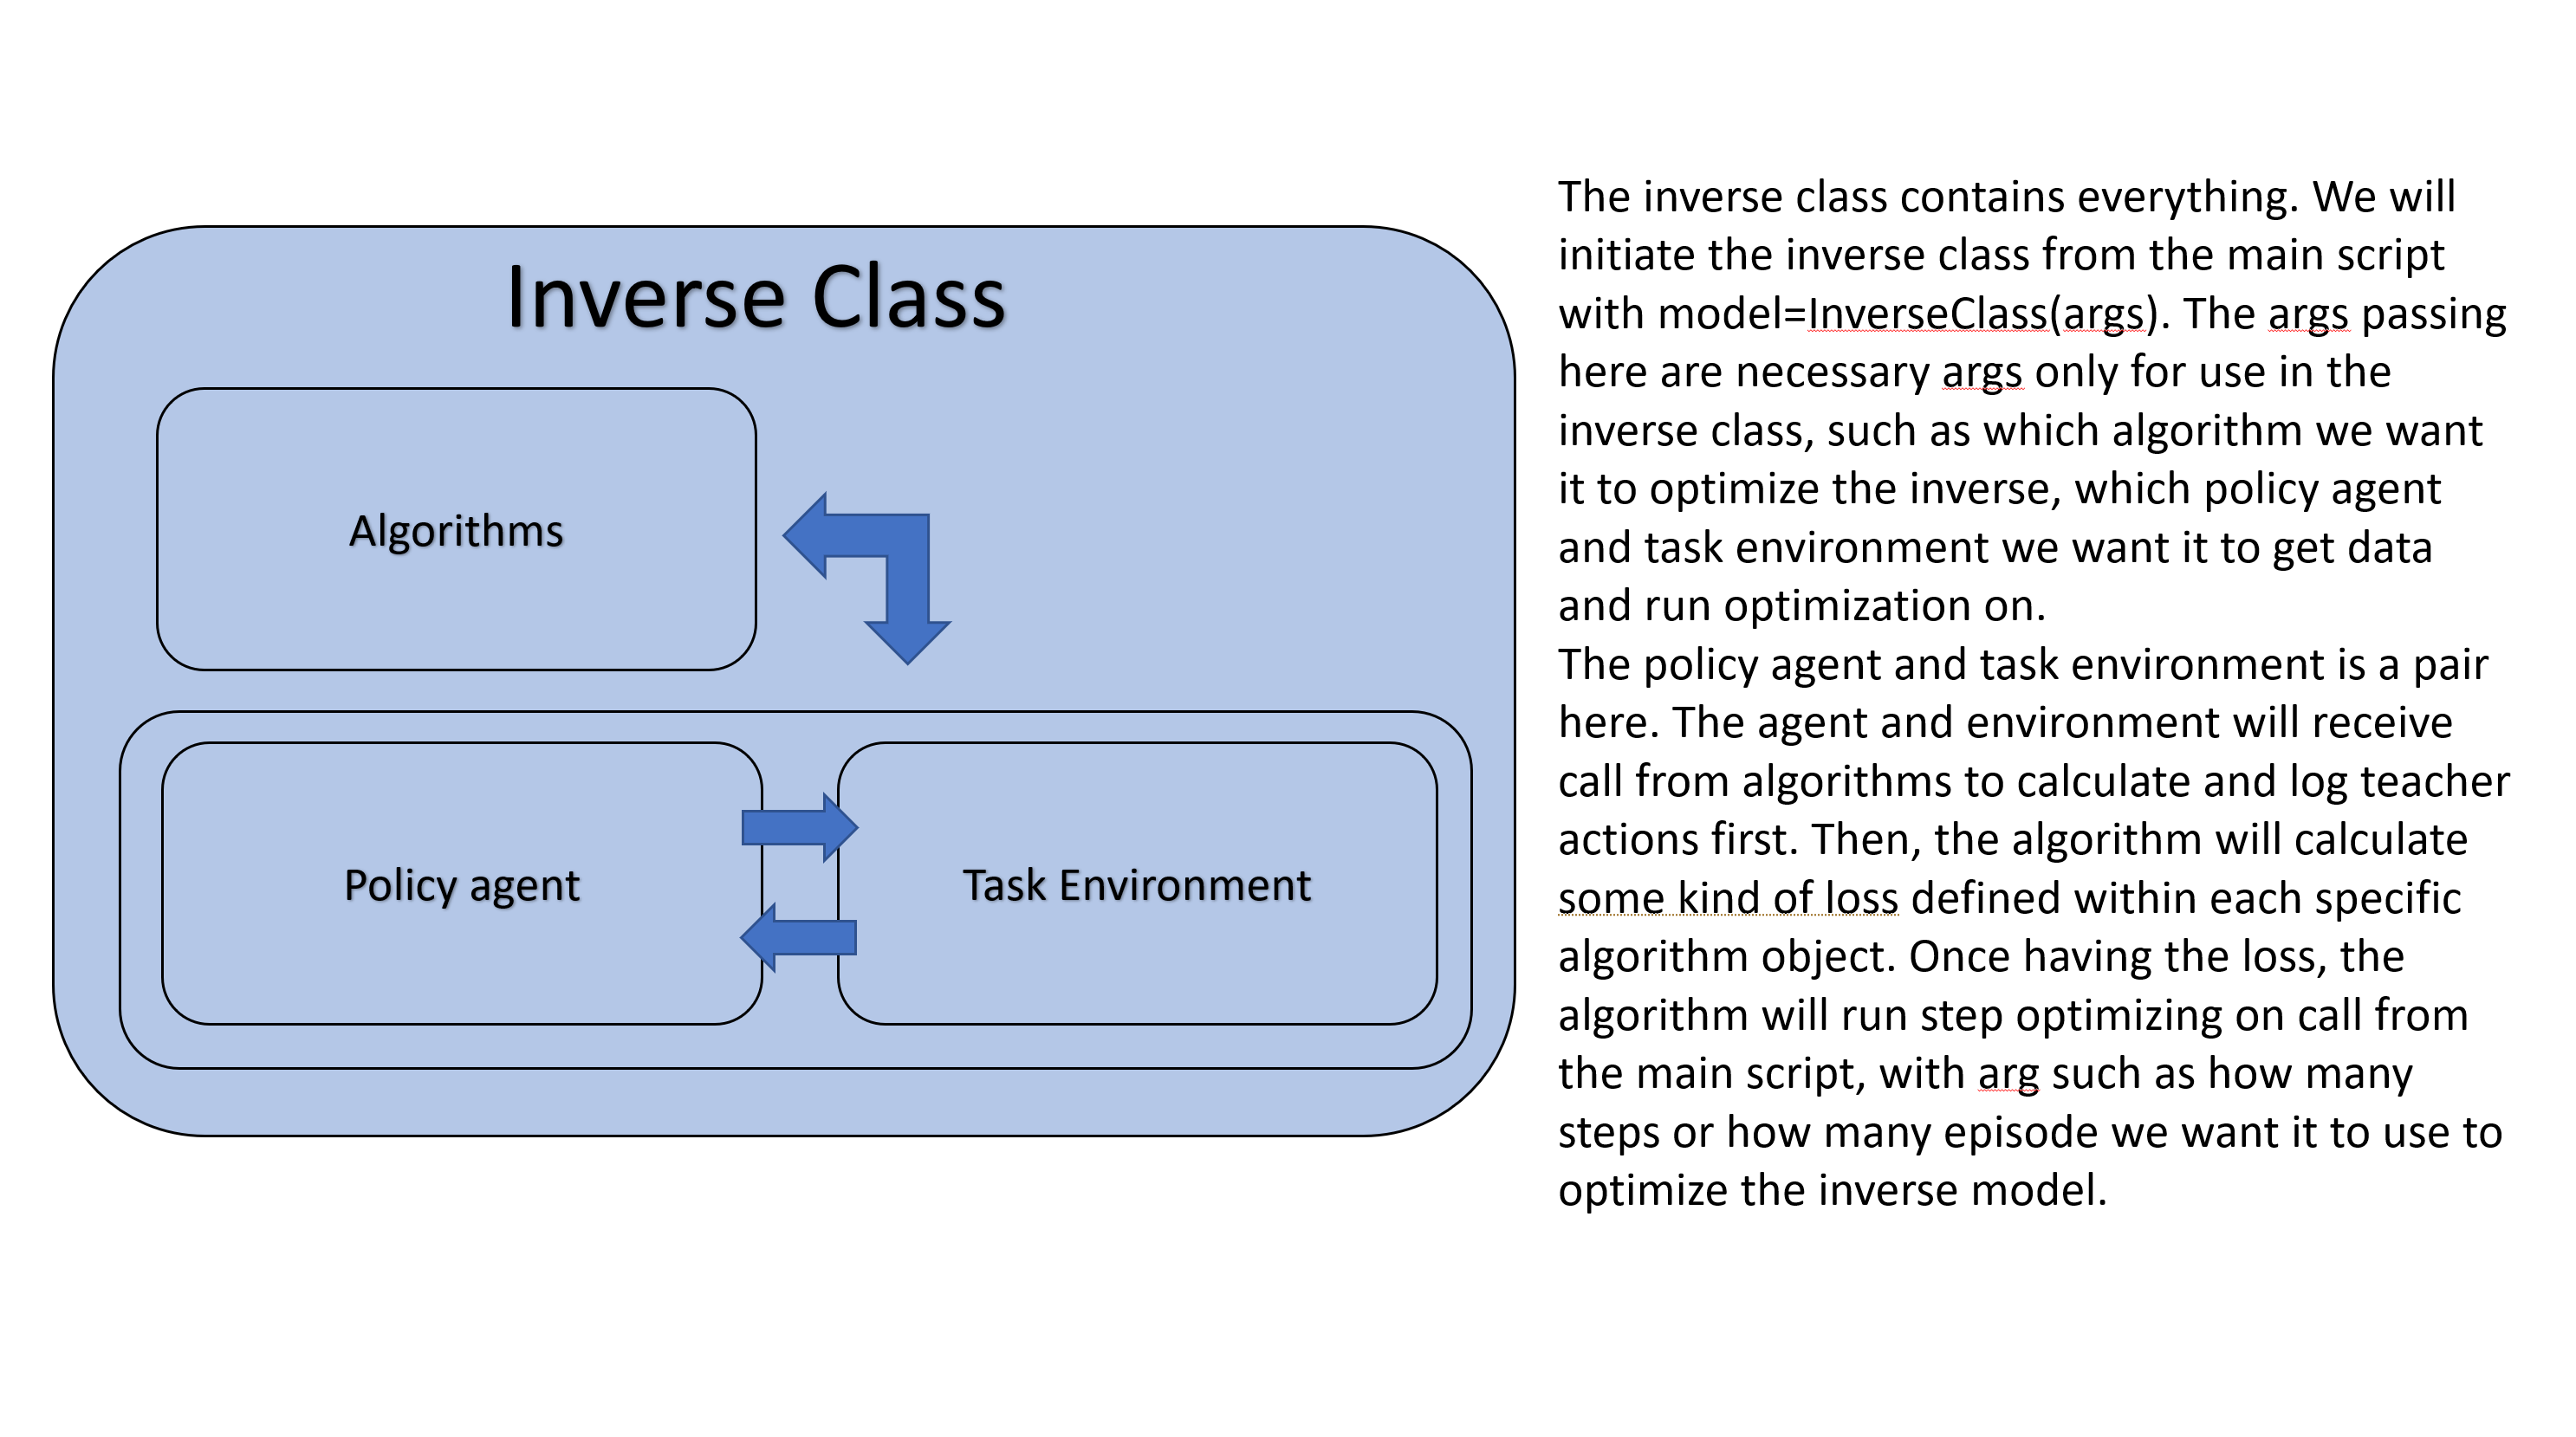 Inverse Class
Algorithms
Policy agent
Task Environment
The inverse class contains everything. We will
initiate the inverse class from the main script
with model=InverseClass(args). The args passing
here are necessary args only for use in the
inverse class, such as which algorithm we want
it to optimize the inverse, which policy agent
and task environment we want it to get data
and run optimization on.
The policy agent and task environment is a pair
here. The agent and environment will receive
call from algorithms to calculate and log teacher
actions first. Then, the algorithm will calculate
some kind of loss defined within each specific
algorithm object. Once having the loss, the
algorithm will run step optimizing on call from
the main script, with arg such as how many
steps or how many episode we want it to use to
optimize the inverse model.